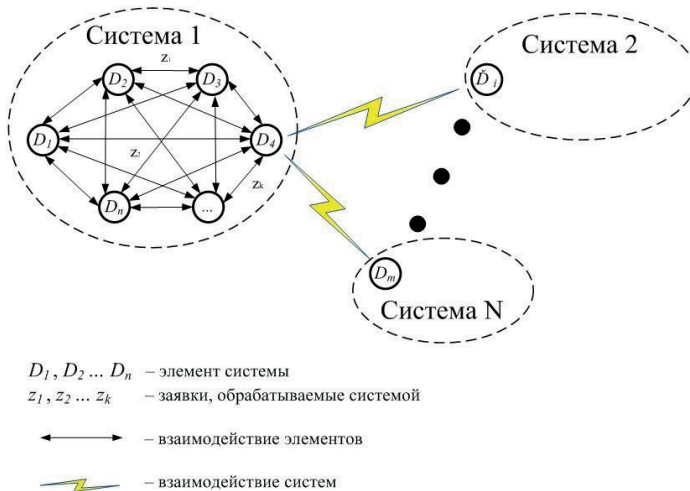 Система 1
Система 2
z₁
D₂
D₃
Ď i
D₁
z₂
D₄
zₖ
Dₙ
...
Dₘ
Система N
D₁ , D₂ ... Dₙ – элемент системы
z₁ , z₂ ... zₖ – заявки, обрабатываемые системой
– взаимодействие элементов
– взаимодействие систем